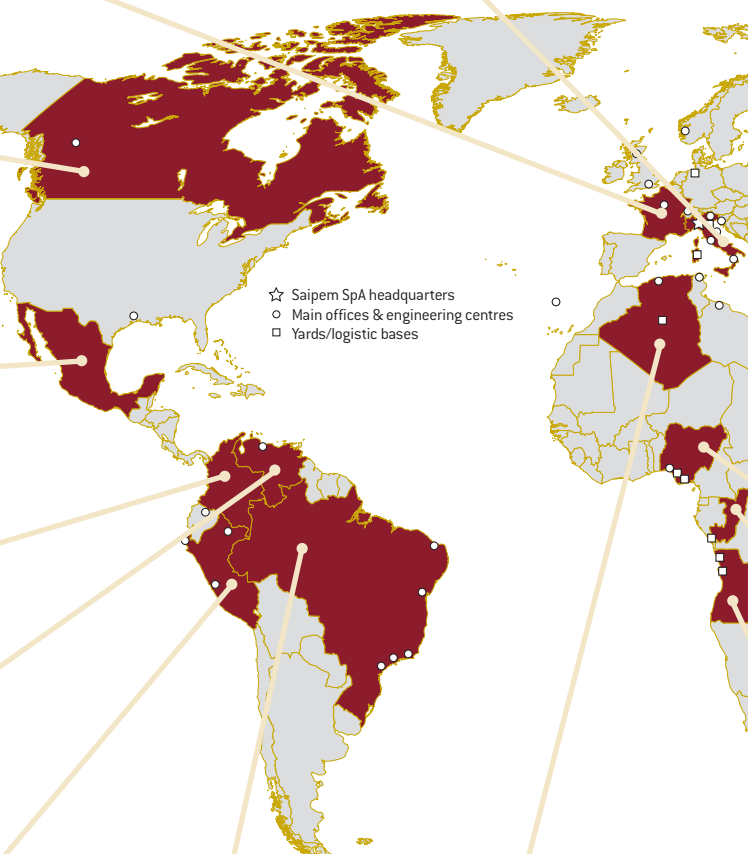 Saipem SpA headquarters
Main offices & engineering centres
Yards/logistic bases